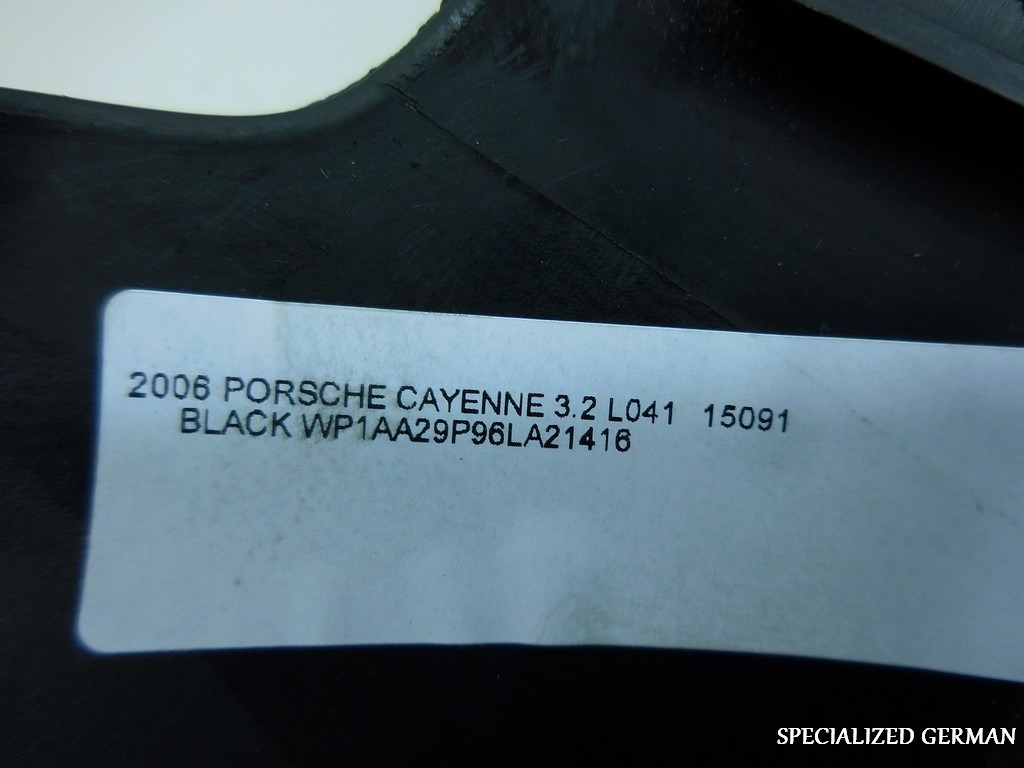 2006 PORSCHE CAYENNE 3.2 L041 15091
BLACK WP1AA29P96LA21416
SPECIALIZED GERMAN